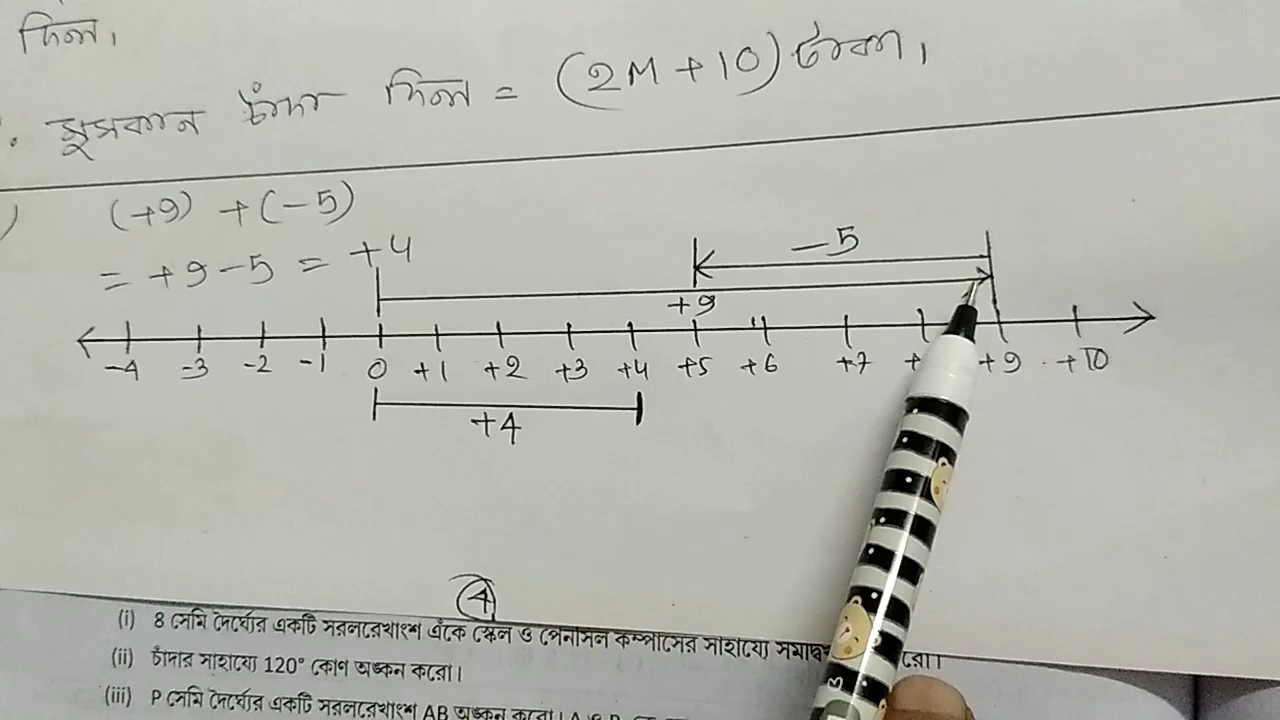 দিল।
মুসকান চাঁদা দিল = (2M + 10) টাকা।
) (+9) + (-5)
= +9 - 5 = +4
-5
+9
-4 -3 -2 -1 0 +1 +2 +3 +4 +5 +6 +7 + +9 +10
+4
4
(i) 8 সেমি দৈর্ঘ্যের একটি সরলরেখাংশ এঁকে স্কেল ও পেনসিল কম্পাসের সাহায্যে
(ii) চাঁদার সাহায্যে 120° কোণ অঙ্কন করো।
(iii) P সেমি দৈর্ঘ্যের একটি সরলরেখাংশ AB অঙ্কন করো।